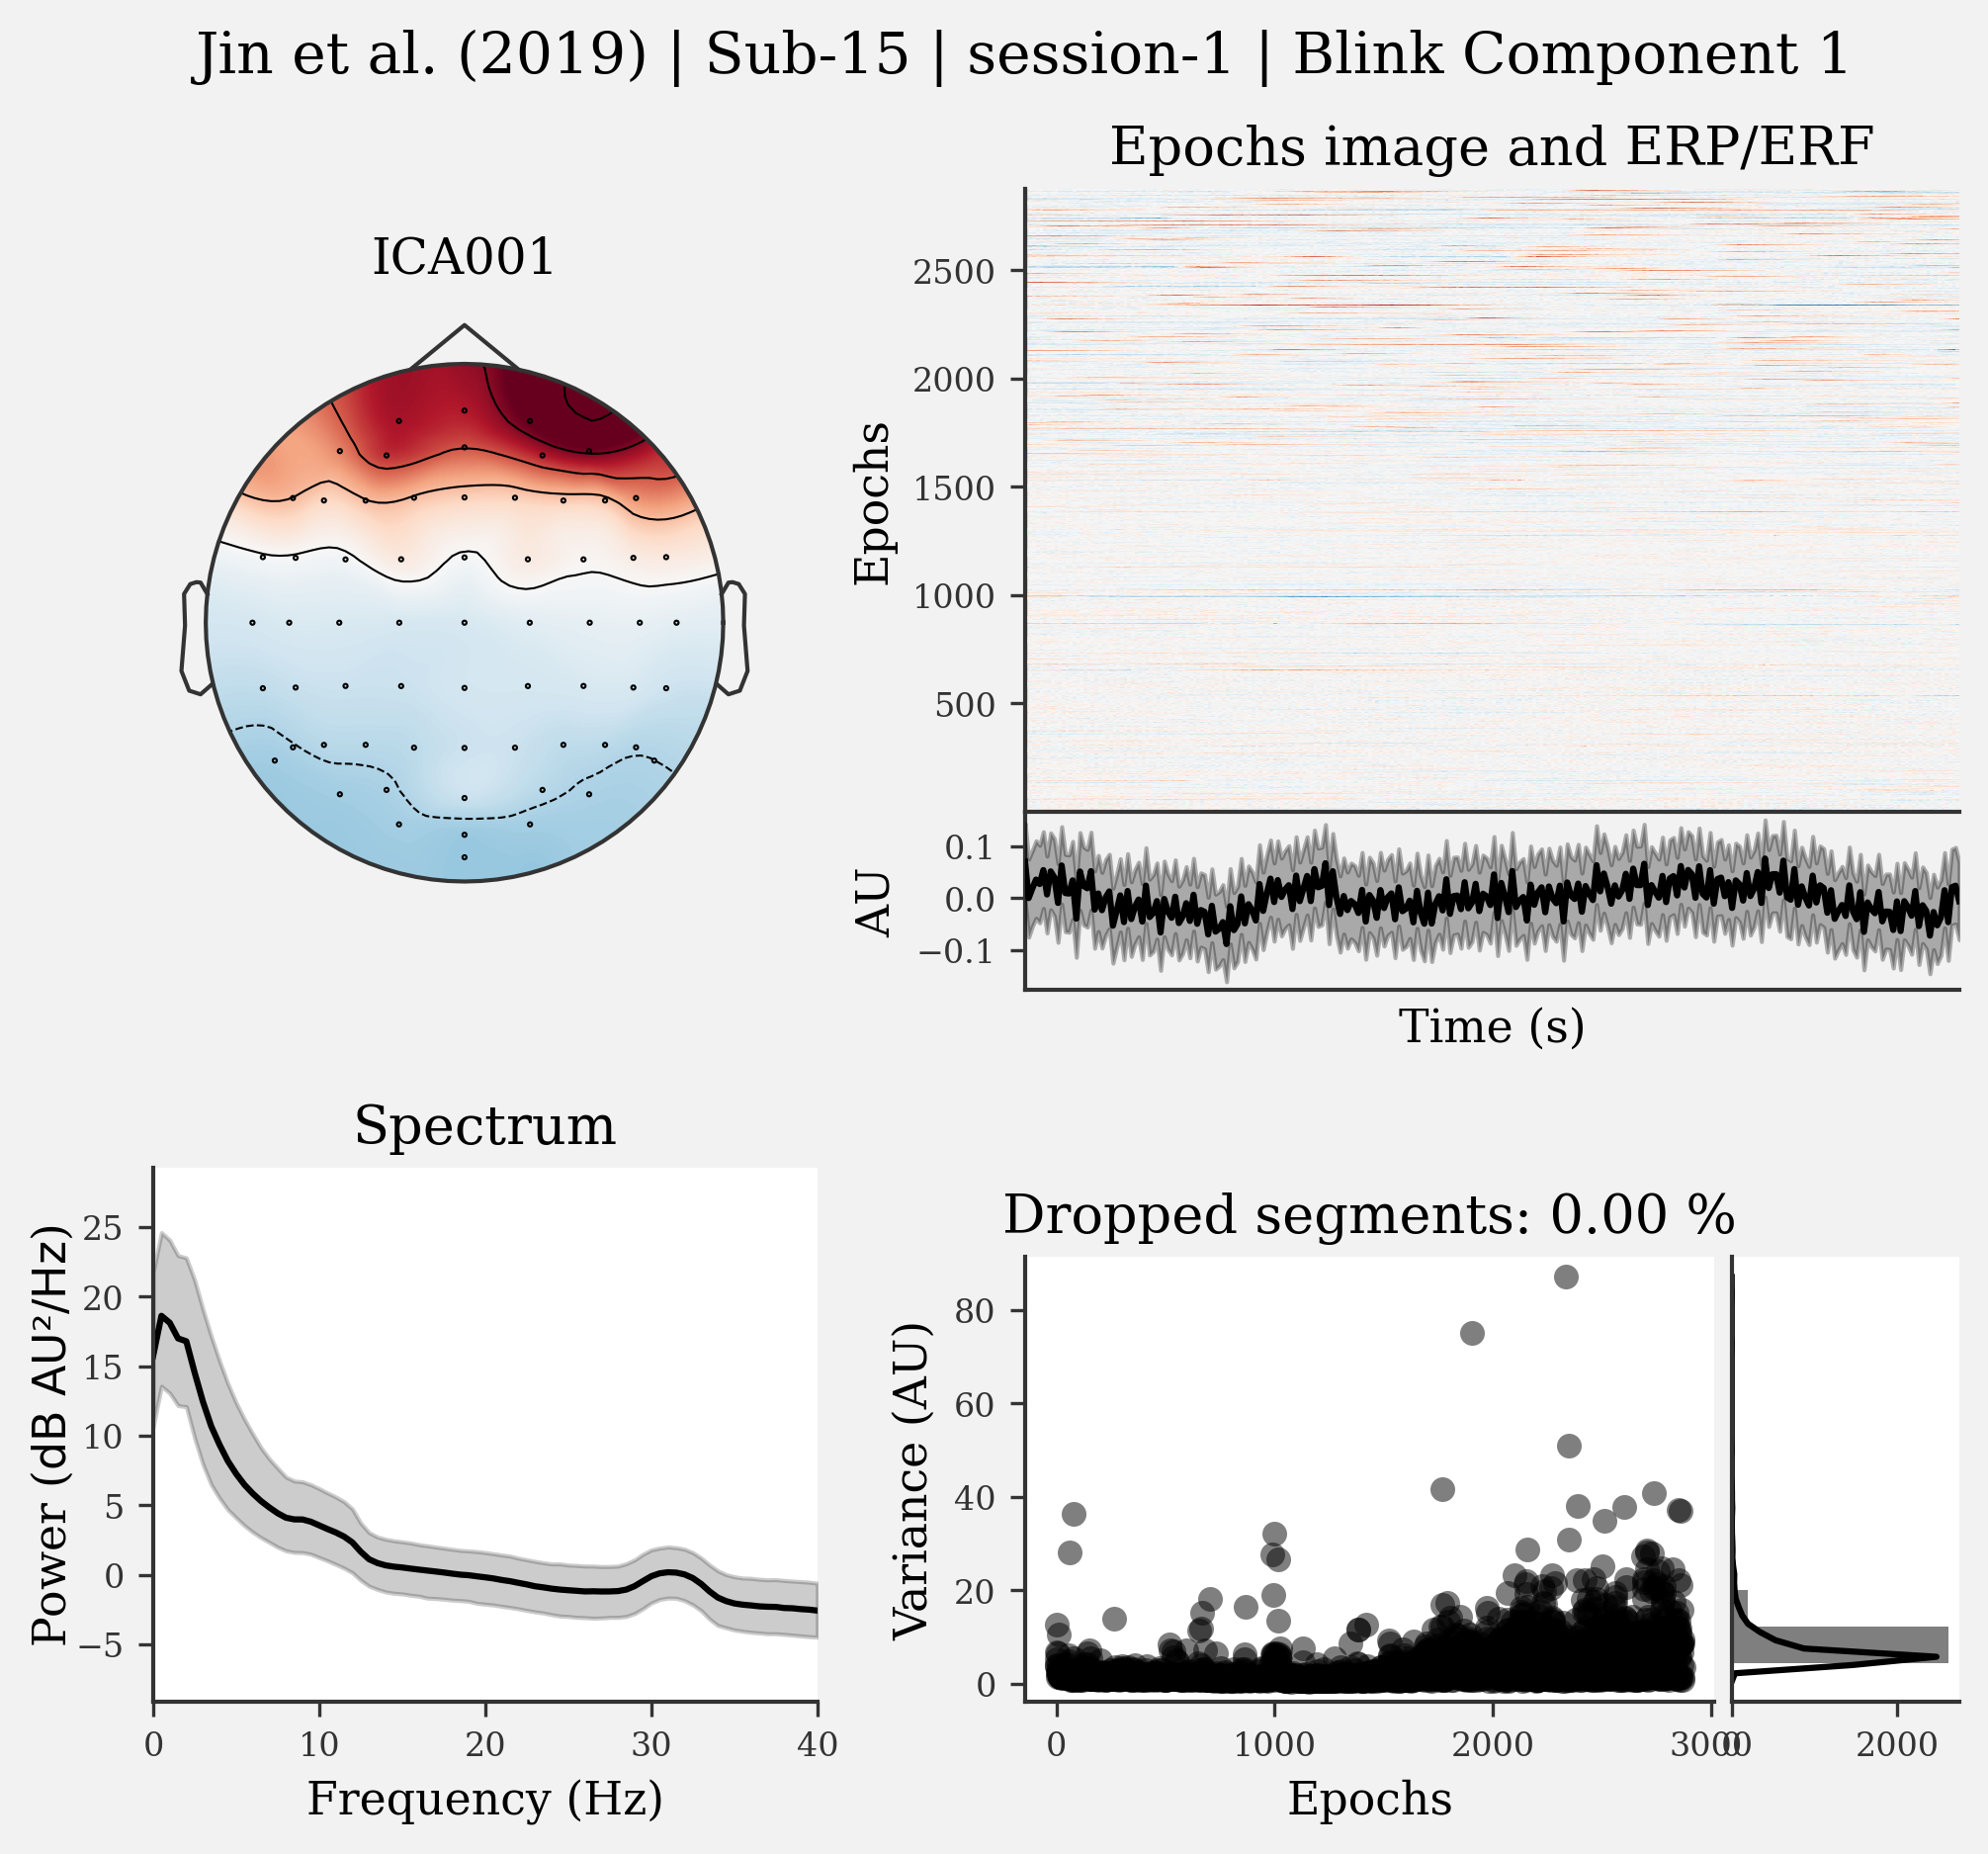 Jin et al. (2019) | Sub-15 | session-1 | Blink Component 1
ICA001
Epochs image and ERP/ERF
Epochs
2500
2000
1500
1000
500
AU
0.1
0.0
−0.1
Time (s)
Spectrum
Power (dB AU²/Hz)
25
20
15
10
5
0
−5
0 10 20 30 40
Frequency (Hz)
Dropped segments: 0.00 %
Variance (AU)
80
60
40
20
0
0 1000 2000 3000 0 2000
Epochs